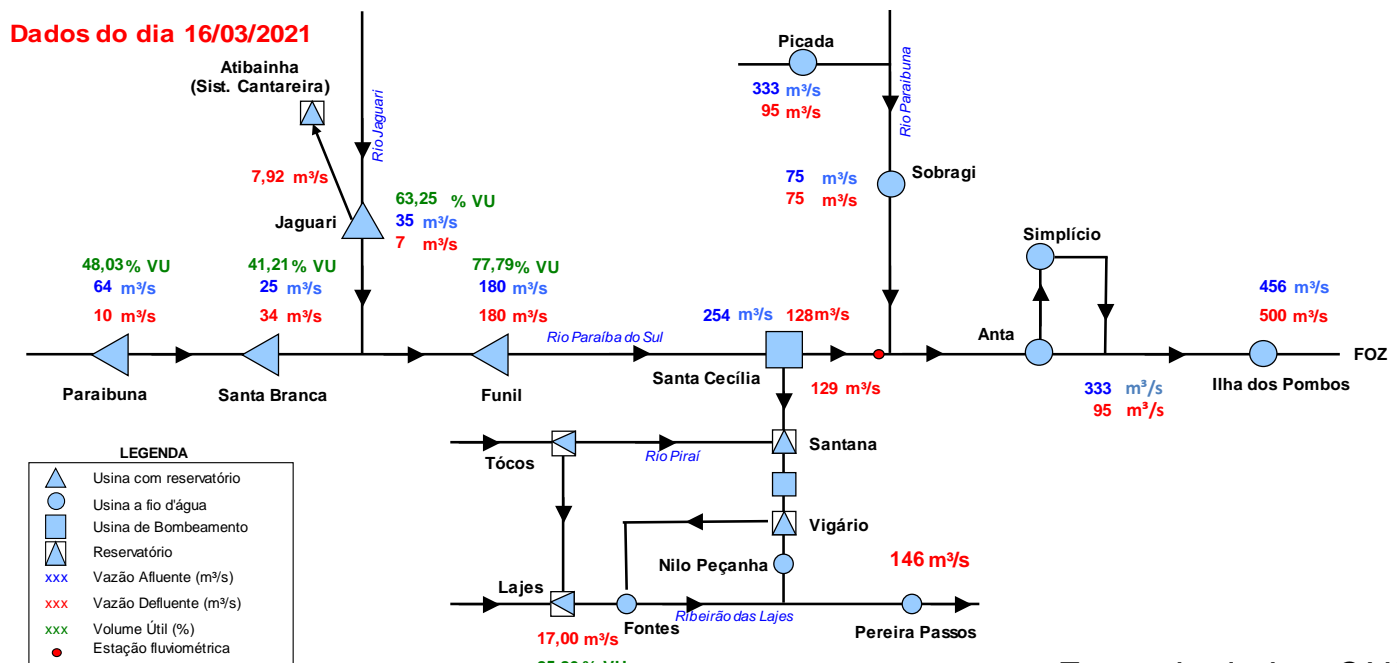 Dados do dia 16/03/2021
Atibainha
(Sist. Cantareira)
Rio Jaguari
7,92 m³/s
Jaguari
63,25 % VU
35 m³/s
7 m³/s
Picada
333 m³/s
95 m³/s
Rio Paraibuna
75 m³/s
75 m³/s
Sobragi
Simplício
48,03% VU
64 m³/s
10 m³/s
Paraibuna
41,21% VU
25 m³/s
34 m³/s
Santa Branca
77,79% VU
180 m³/s
180 m³/s
Funil
Rio Paraíba do Sul
254 m³/s 128m³/s
Santa Cecília
129 m³/s
Anta
333 m³/s
95 m³/s
456 m³/s
500 m³/s
Ilha dos Pombos
FOZ
Tócos
Rio Piraí
Santana
Vigário
Nilo Peçanha
146 m³/s
Lajes
17,00 m³/s
Fontes
Ribeirão das Lajes
Pereira Passos
LEGENDA
Usina com reservatório
Usina a fio d'água
Usina de Bombeamento
Reservatório
xxx Vazão Afluente (m³/s)
xxx Vazão Defluente (m³/s)
xxx Volume Útil (%)
Estação fluviométrica